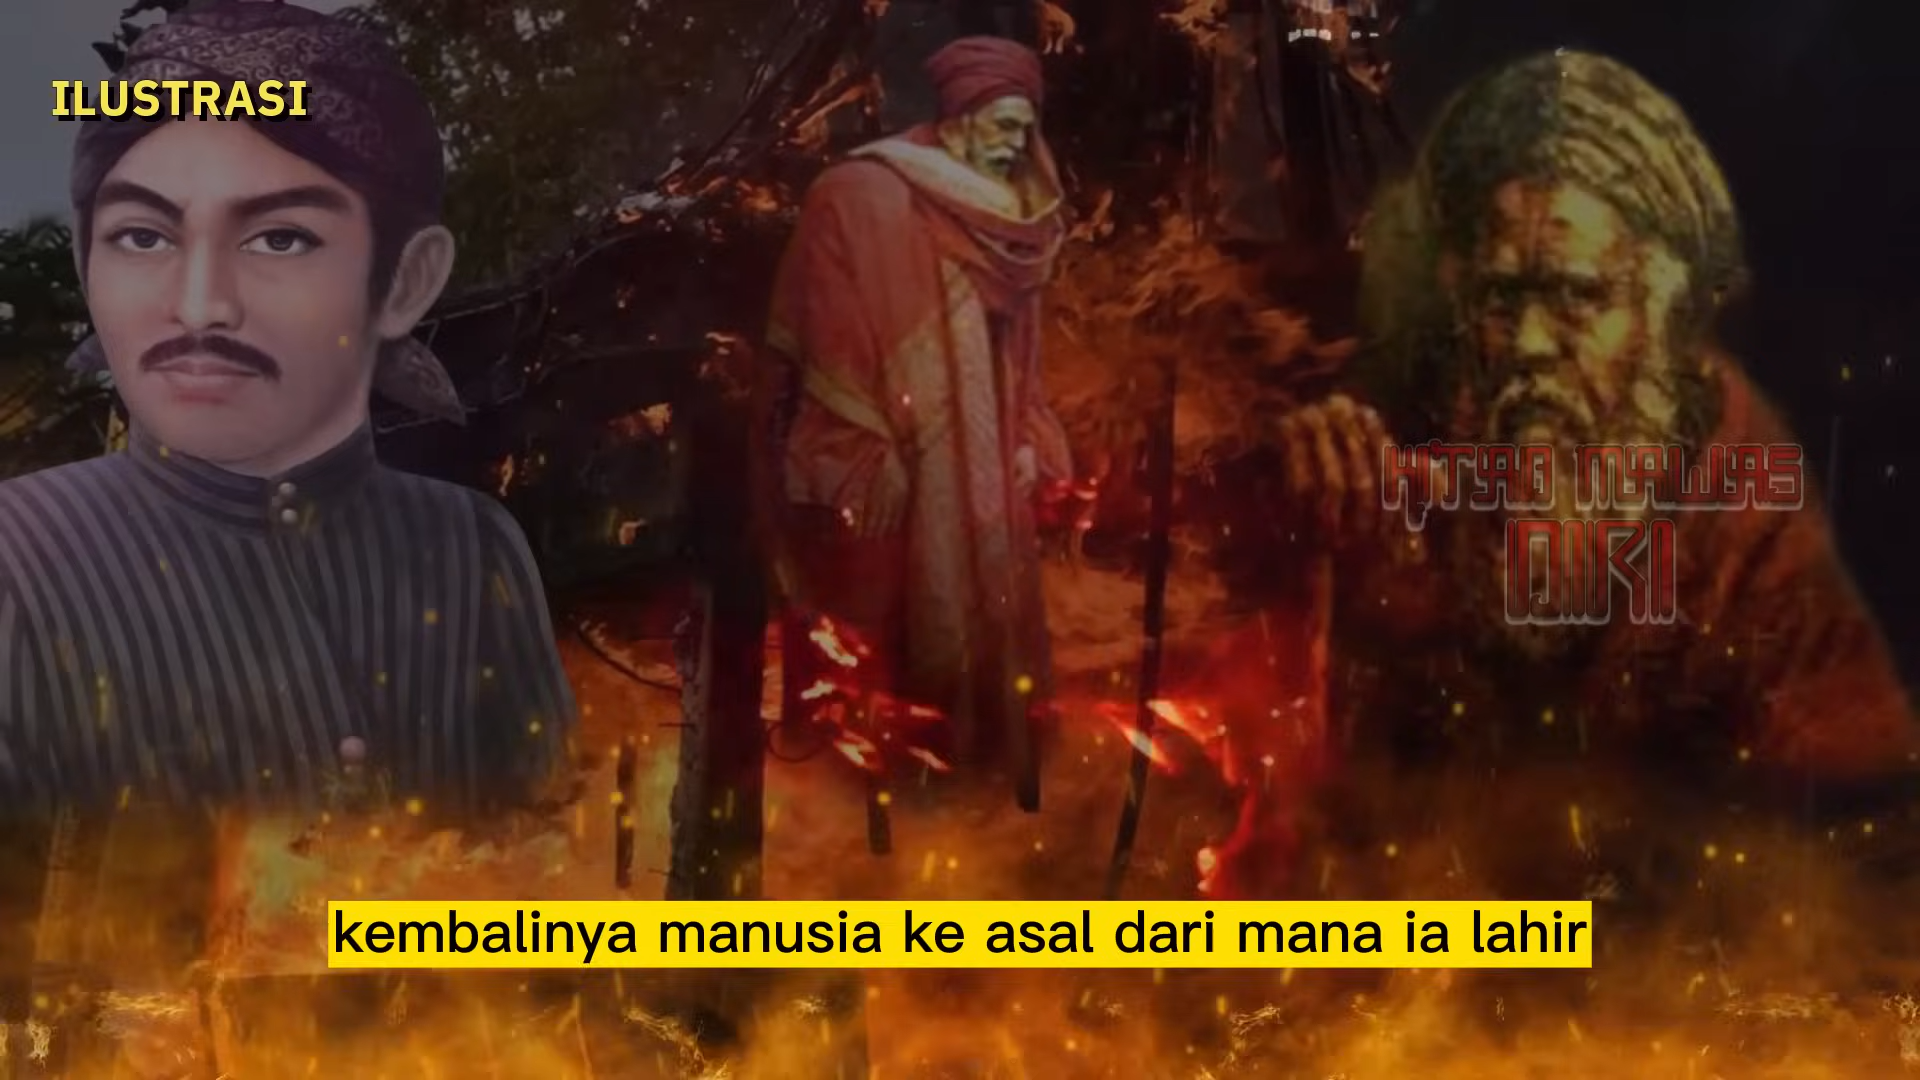 ILUSTRASI
KITAB MAWAS
DIRI
kembalinya manusia ke asal dari mana ia lahir